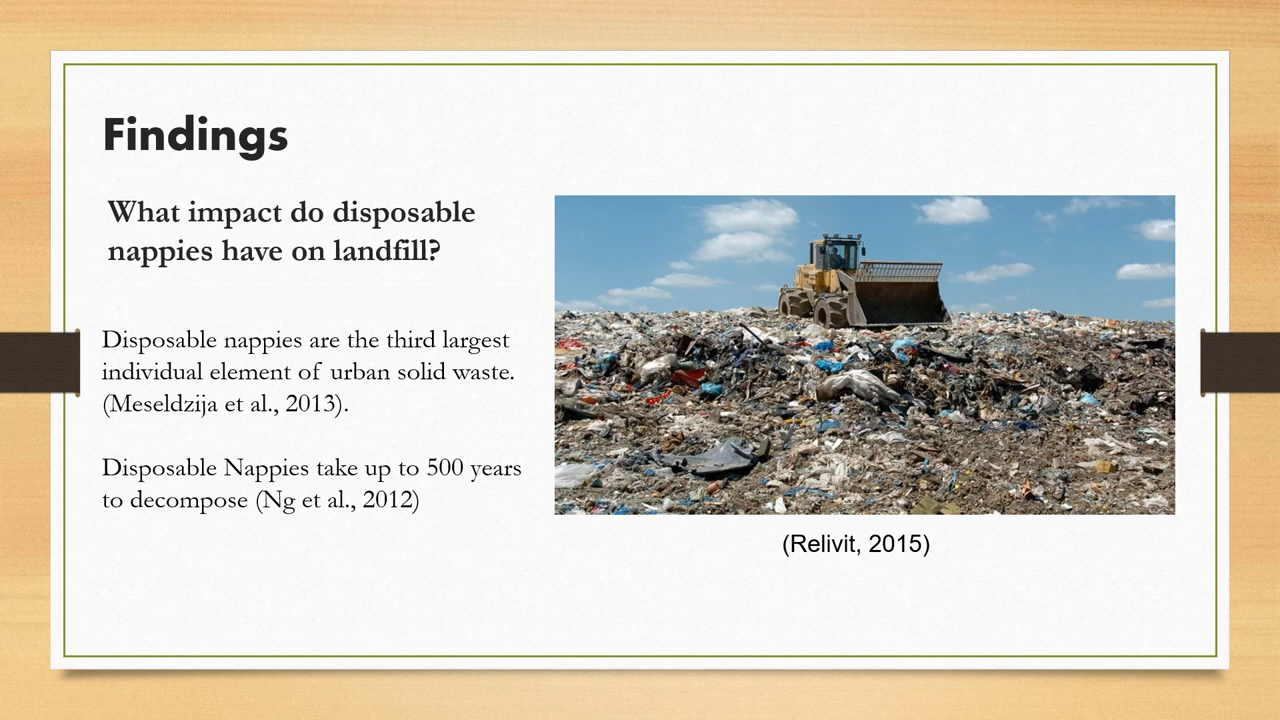 Findings
What impact do disposable
nappies have on landfill?
Disposable nappies are the third largest
individual element of urban solid waste.
(Meseldzija et al., 2013).
Disposable Nappies take up to 500 years
to decompose (Ng et al., 2012)
(Relivit, 2015)